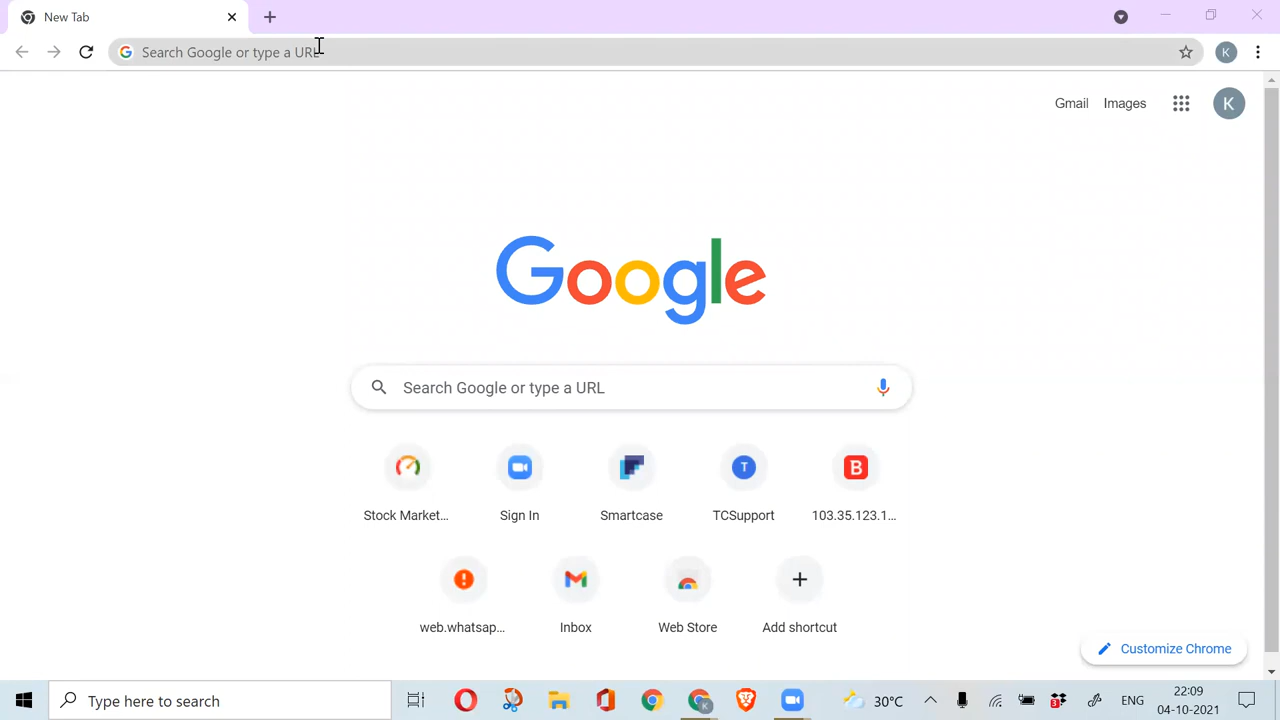 New Tab
Search Google or type a URL
K
Gmail Images K
Google
Search Google or type a URL
T B
Stock Market... Sign In Smartcase TCSupport 103.35.123.1...
web.whatsap... Inbox Web Store Add shortcut
Customize Chrome
Type here to search K 30°C 3 ENG 22:09
04-10-2021